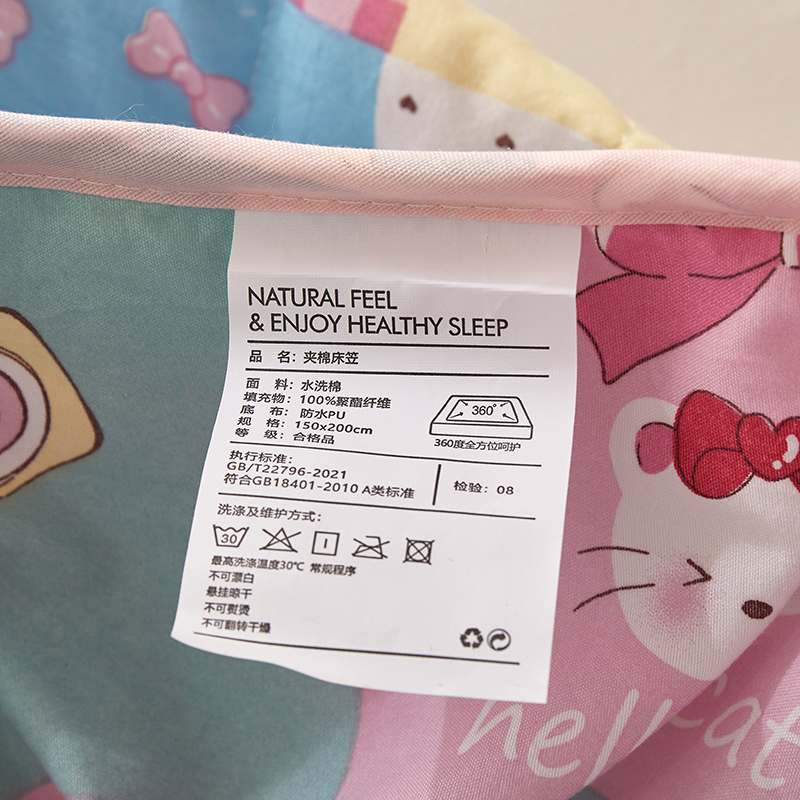 NATURAL FEEL
& ENJOY HEALTHY SLEEP
品 名：夹棉床笠
面 料：水洗棉
填充物：100%聚酯纤维
底 布：防水PU
规 格：150x200cm
等 级：合格品
360°
360度全方位呵护
执行标准：
GB/T22796-2021
符合GB18401-2010 A类标准
检验：08
洗涤及维护方式：
30
最高洗涤温度30℃ 常规程序
不可漂白
悬挂晾干
不可熨烫
不可翻转干燥